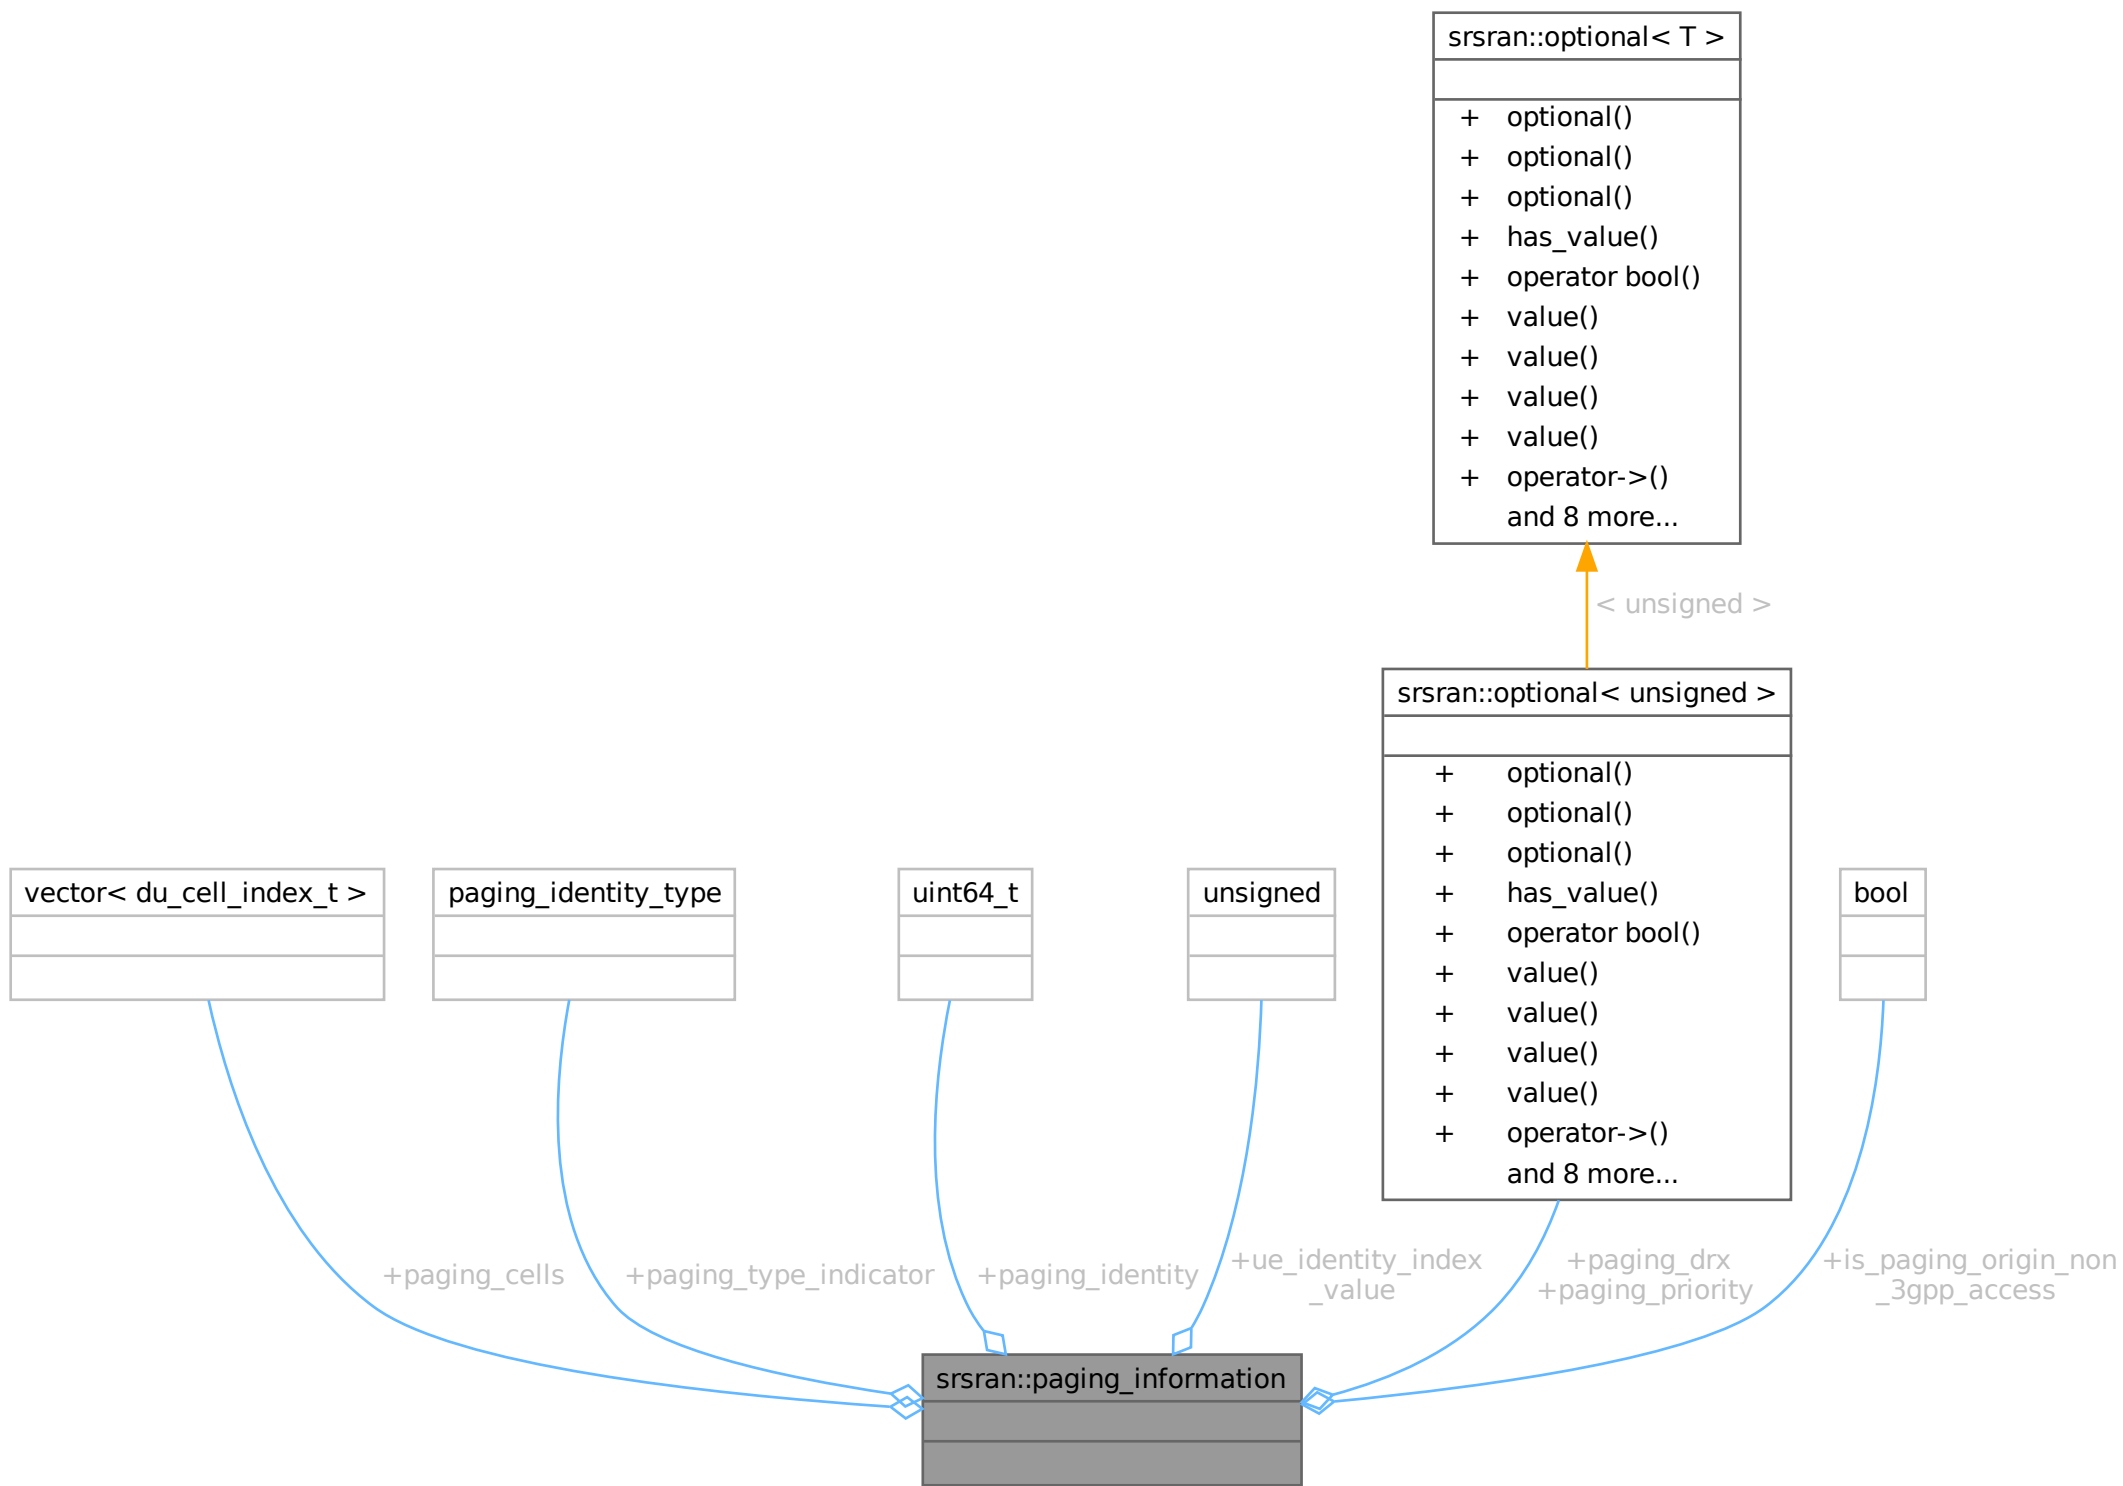 srsran::optional< T >
+ optional()
+ optional()
+ optional()
+ has_value()
+ operator bool()
+ value()
+ value()
+ value()
+ value()
+ operator->()
and 8 more...
< unsigned >
srsran::optional< unsigned >
+ optional()
+ optional()
+ optional()
+ has_value()
+ operator bool()
+ value()
+ value()
+ value()
+ value()
+ operator->()
and 8 more...
vector< du_cell_index_t >
paging_identity_type
uint64_t
unsigned
bool
+paging_cells
+paging_type_indicator
+paging_identity
+ue_identity_index
_value
+paging_drx
+paging_priority
+is_paging_origin_non
_3gpp_access
srsran::paging_information